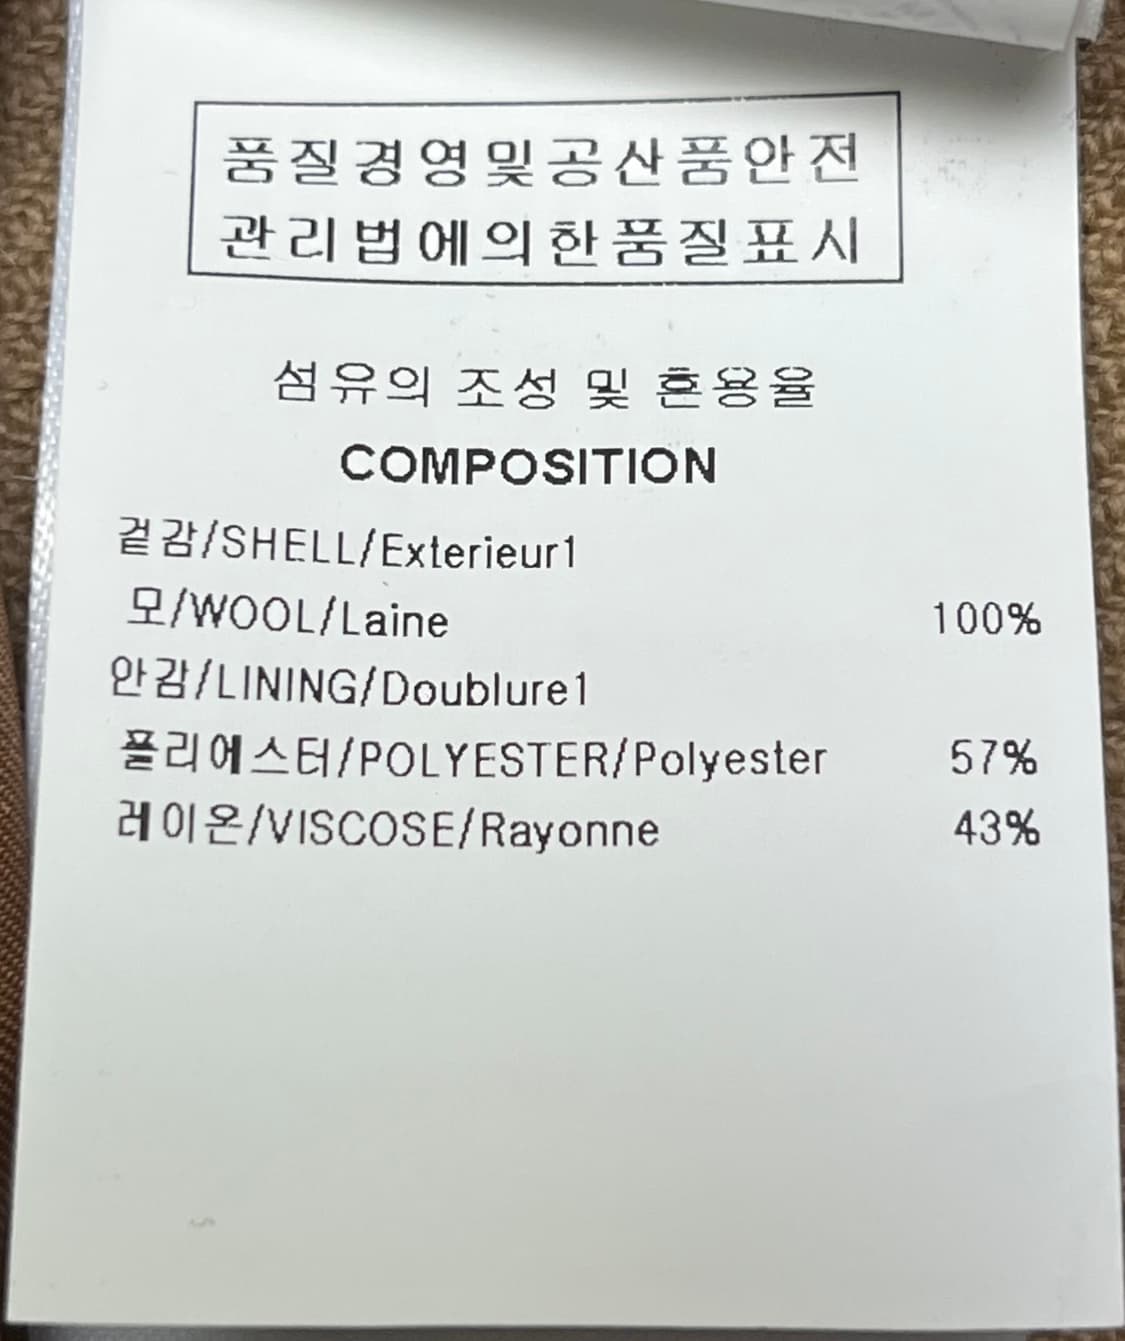 품질경영및공산품안전
관리법에의한품질표시
섬유의 조성 및 혼용율
COMPOSITION
겉감/SHELL/Exterieur1
모/WOOL/Laine 100%
안감/LINING/Doublure1
폴리에스터/POLYESTER/Polyester 57%
레이온/VISCOSE/Rayonne 43%